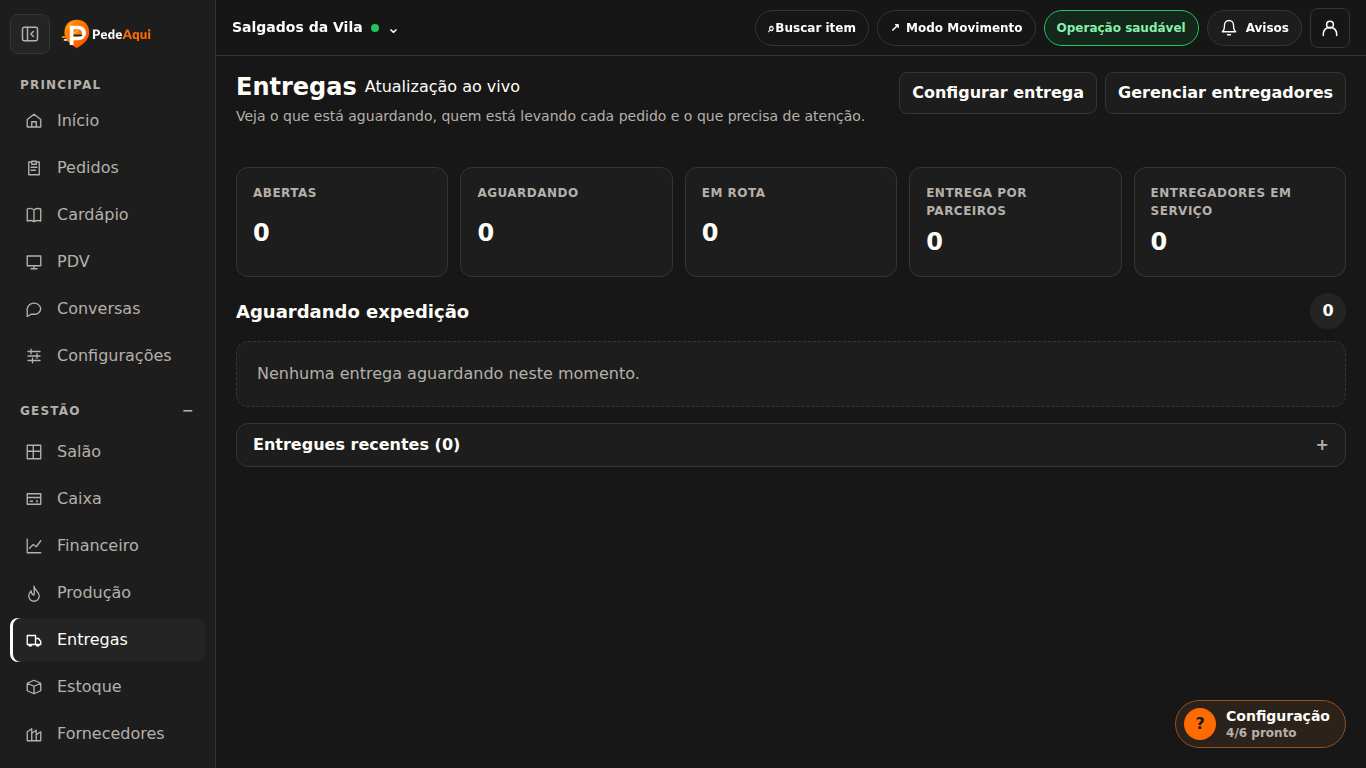 PedeAqui
PRINCIPAL
Início
Pedidos
Cardápio
PDV
Conversas
Configurações
GESTÃO
Salão
Caixa
Financeiro
Produção
Entregas
Estoque
Fornecedores
Salgados da Vila
Buscar item
Modo Movimento
Operação saudável
Avisos
Entregas Atualização ao vivo
Veja o que está aguardando, quem está levando cada pedido e o que precisa de atenção.
Configurar entrega
Gerenciar entregadores
ABERTAS
0
AGUARDANDO
0
EM ROTA
0
ENTREGA POR
PARCEIROS
0
ENTREGADORES EM
SERVIÇO
0
Aguardando expedição
0
Nenhuma entrega aguardando neste momento.
Entregues recentes (0)
+
?
Configuração
4/6 pronto